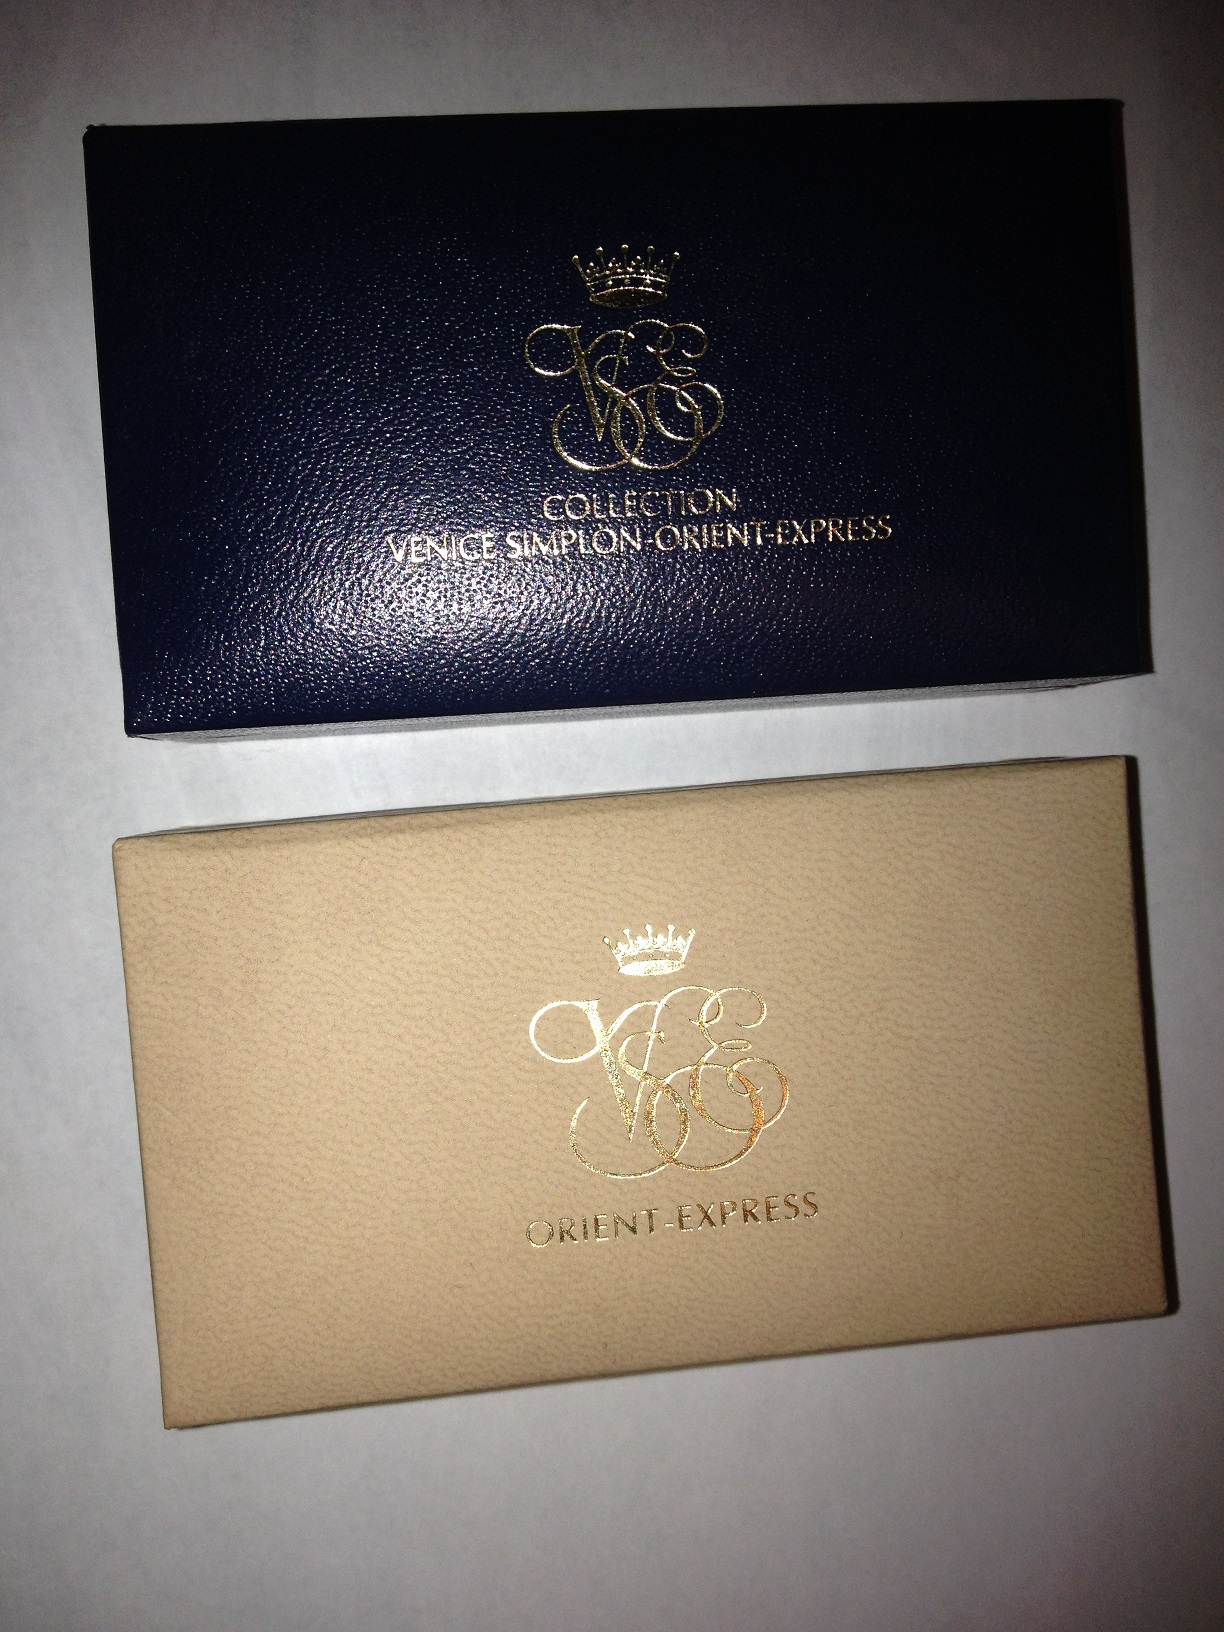 VSOE
COLLECTION
VENICE SIMPLON-ORIENT-EXPRESS
VSOE
ORIENT-EXPRESS